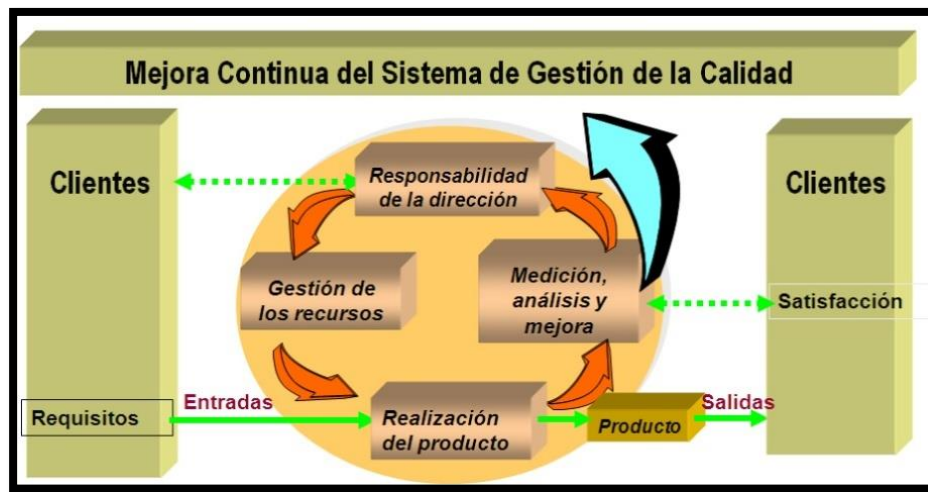 Mejora Continua del Sistema de Gestión de la Calidad
Clientes
Clientes
Responsabilidad
de la dirección
Gestión de
los recursos
Medición,
análisis y
mejora
Satisfacción
Requisitos
Entradas
Realización
del producto
Producto
Salidas